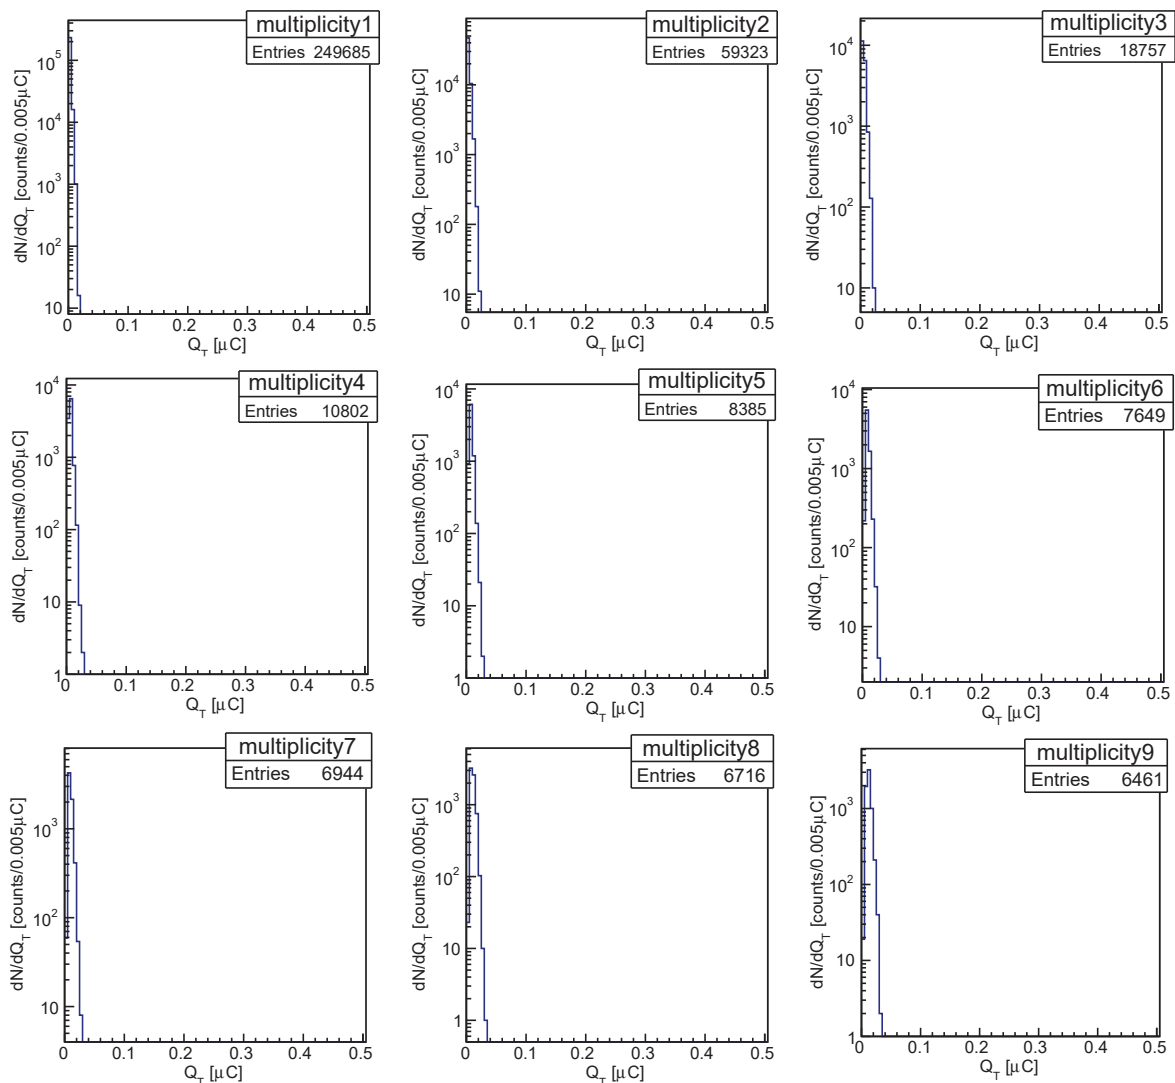 multiplicity1
Entries 249685
dN/dQ_T [counts/0.005μC]
10^5
10^4
10^3
10^2
10
0 0.1 0.2 0.3 0.4 0.5
Q_T [μC]
multiplicity2
Entries 59323
dN/dQ_T [counts/0.005μC]
10^4
10^3
10^2
10
0 0.1 0.2 0.3 0.4 0.5
Q_T [μC]
multiplicity3
Entries 18757
dN/dQ_T [counts/0.005μC]
10^4
10^3
10^2
10
0 0.1 0.2 0.3 0.4 0.5
Q_T [μC]
multiplicity4
Entries 10802
dN/dQ_T [counts/0.005μC]
10^4
10^3
10^2
10
1
0 0.1 0.2 0.3 0.4 0.5
Q_T [μC]
multiplicity5
Entries 8385
dN/dQ_T [counts/0.005μC]
10^4
10^3
10^2
10
1
0 0.1 0.2 0.3 0.4 0.5
Q_T [μC]
multiplicity6
Entries 7649
dN/dQ_T [counts/0.005μC]
10^4
10^3
10^2
10
0 0.1 0.2 0.3 0.4 0.5
Q_T [μC]
multiplicity7
Entries 6944
dN/dQ_T [counts/0.005μC]
10^3
10^2
10
0 0.1 0.2 0.3 0.4 0.5
Q_T [μC]
multiplicity8
Entries 6716
dN/dQ_T [counts/0.005μC]
10^3
10^2
10
1
0 0.1 0.2 0.3 0.4 0.5
Q_T [μC]
multiplicity9
Entries 6461
dN/dQ_T [counts/0.005μC]
10^3
10^2
10
1
0 0.1 0.2 0.3 0.4 0.5
Q_T [μC]